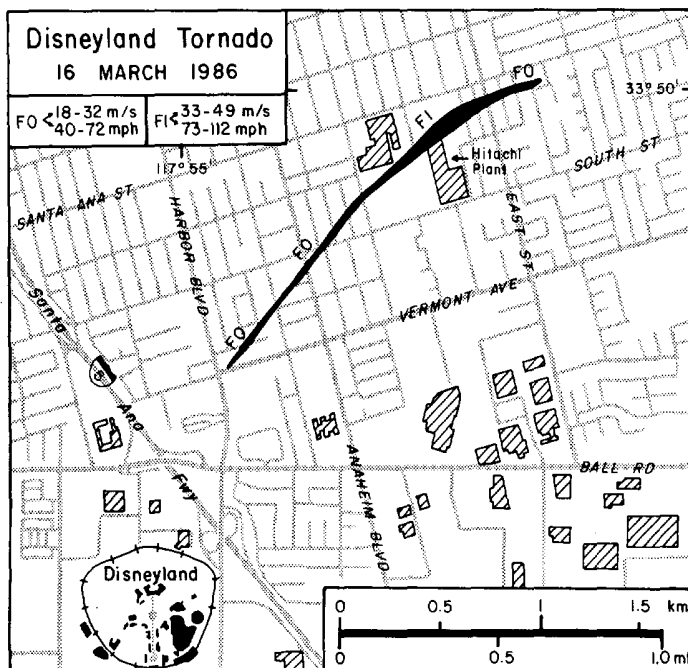 Disneyland Tornado
16 MARCH 1986
F0 < 18-32 m/s
40-72 mph
F1 < 33-49 m/s
73-112 mph
117° 55'
33° 50'
F0
F1
F0
F0
Hitachi
Plant
SANTA ANA ST
HARBOR BLVD
SOUTH ST
EAST ST
VERMONT AVE
Santa
5
Ana
Fwy
ANAHEIM BLVD
BALL RD
Disneyland
0 0.5 1 1.5 km
0 0.5 1.0 mi